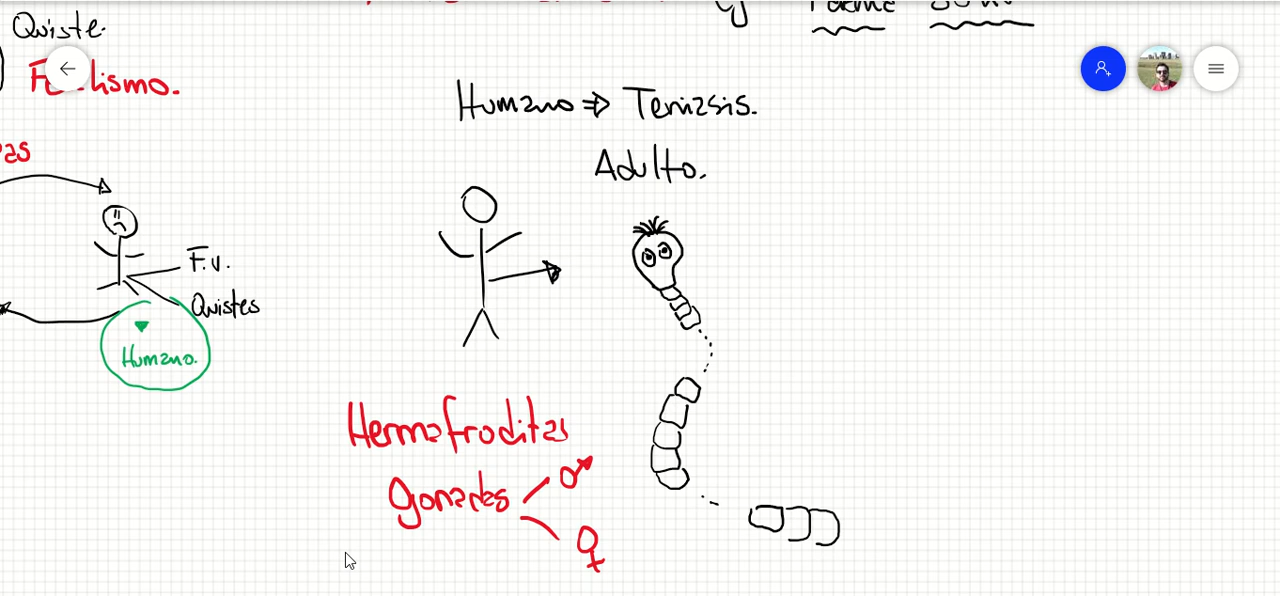 Quiste.
Humano ⇒ Teniasis.
Adulto.
F.V.
Quistes
Humano.
Hermafroditas
gonadas
♂
♀